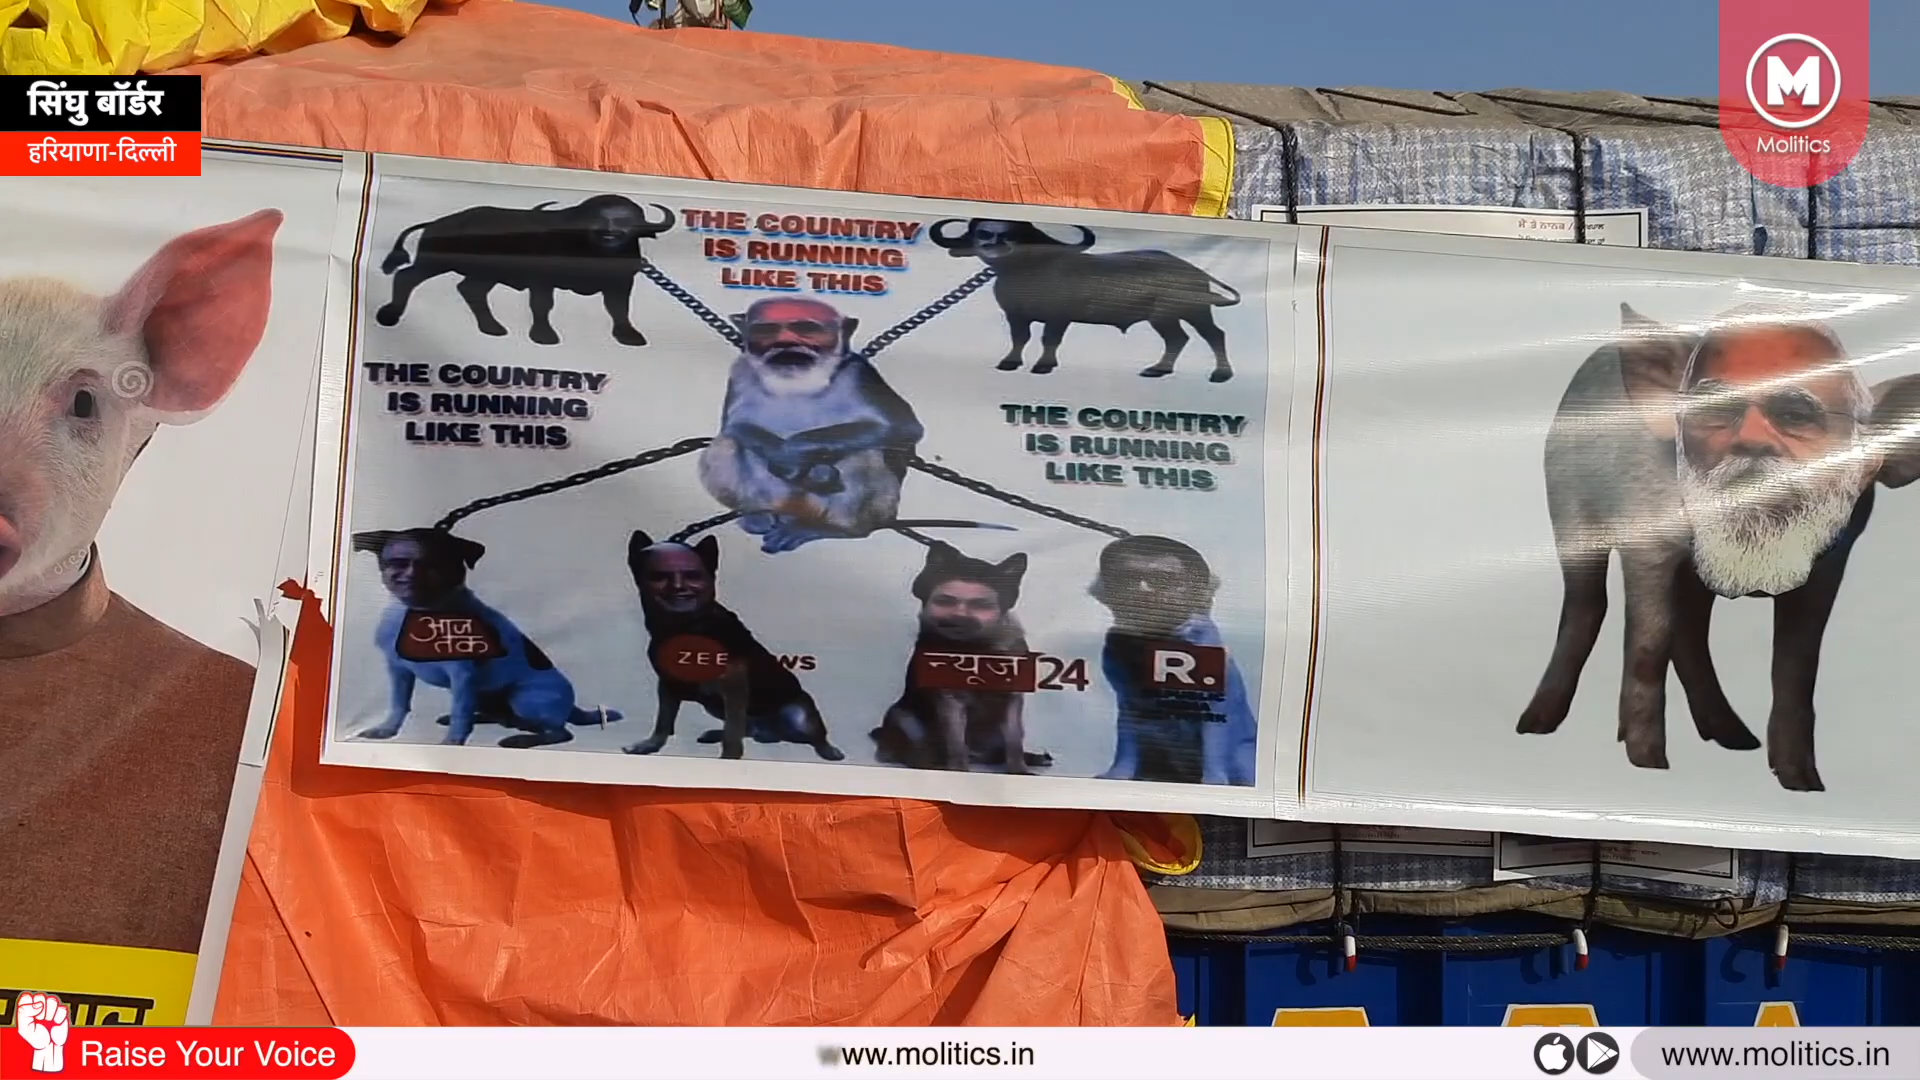 सिंघु बॉर्डर
हरियाणा-दिल्ली
M
Molitics
THE COUNTRY
IS RUNNING
LIKE THIS
THE COUNTRY
IS RUNNING
LIKE THIS
THE COUNTRY
IS RUNNING
LIKE THIS
आज
तक
ZEE
न्यूज़ 24
R.
Raise Your Voice
www.molitics.in
www.molitics.in